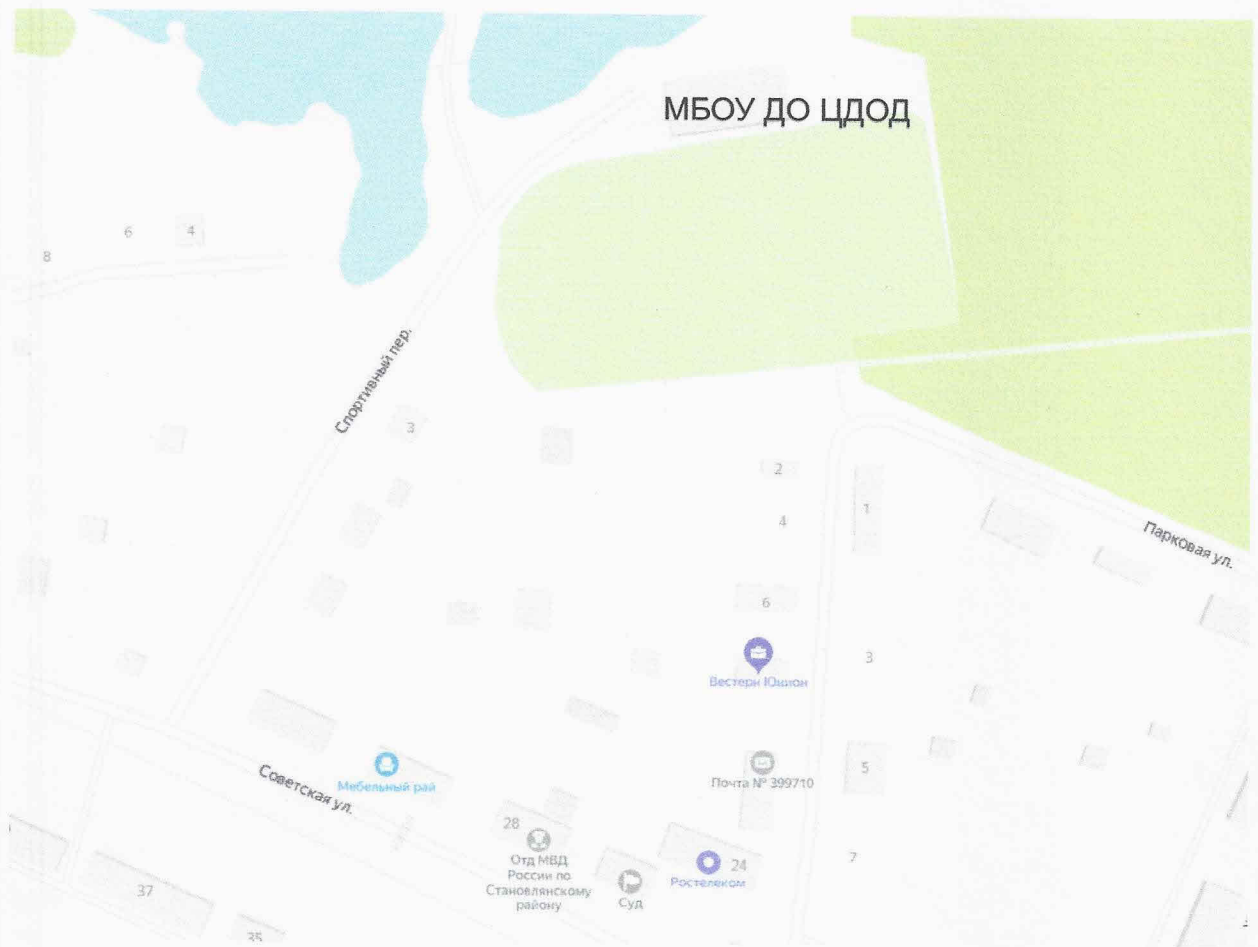 МБОУ ДО ЦДОД
6
4
8
Спортивный пер.
3
2
4
1
Парковая ул.
6
3
Вестерн Юнион
Почта № 399710
5
Советская ул.
Мебельный рай
28
Отд МВД
России по
Становлянскому
району
Суд
24
Ростелеком
7
37
35